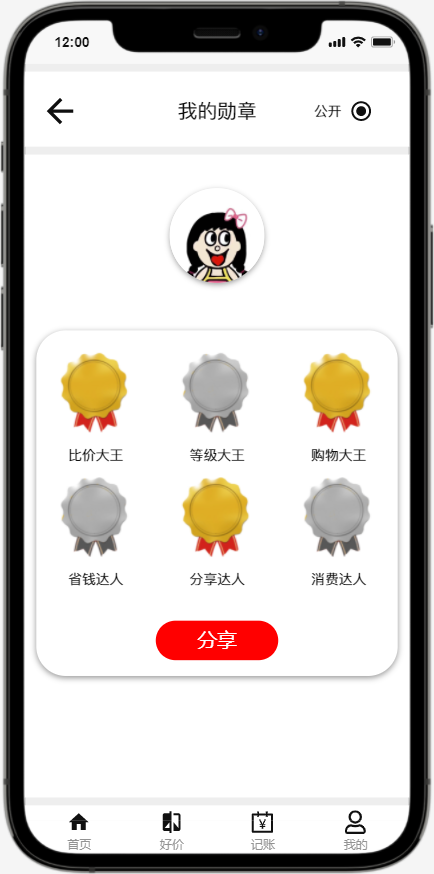 12:00
我的勋章 公开
比价大王 等级大王 购物大王
省钱达人 分享达人 消费达人
分享
首页 好价 记账 我的